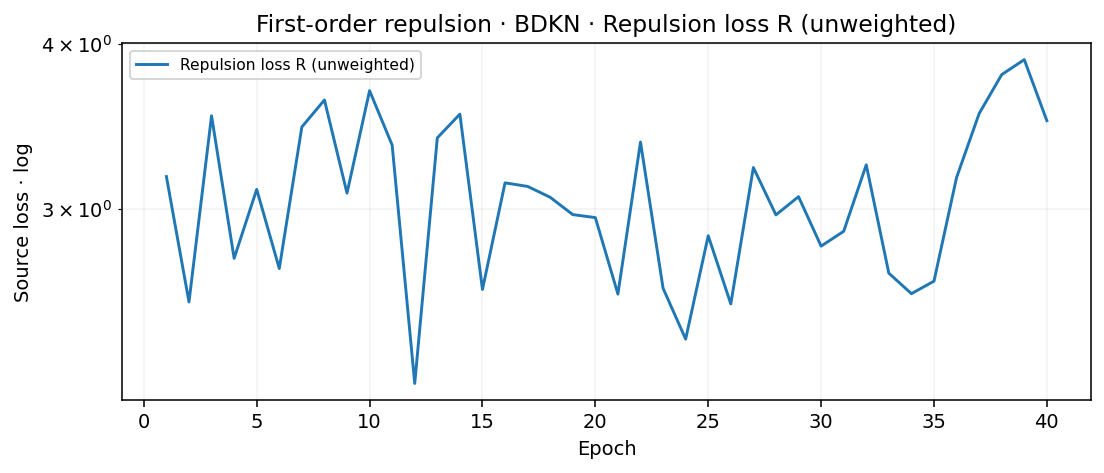 First-order repulsion · BDKN · Repulsion loss R (unweighted)
4 × 10⁰
3 × 10⁰
Source loss · log
Repulsion loss R (unweighted)
0 5 10 15 20 25 30 35 40
Epoch